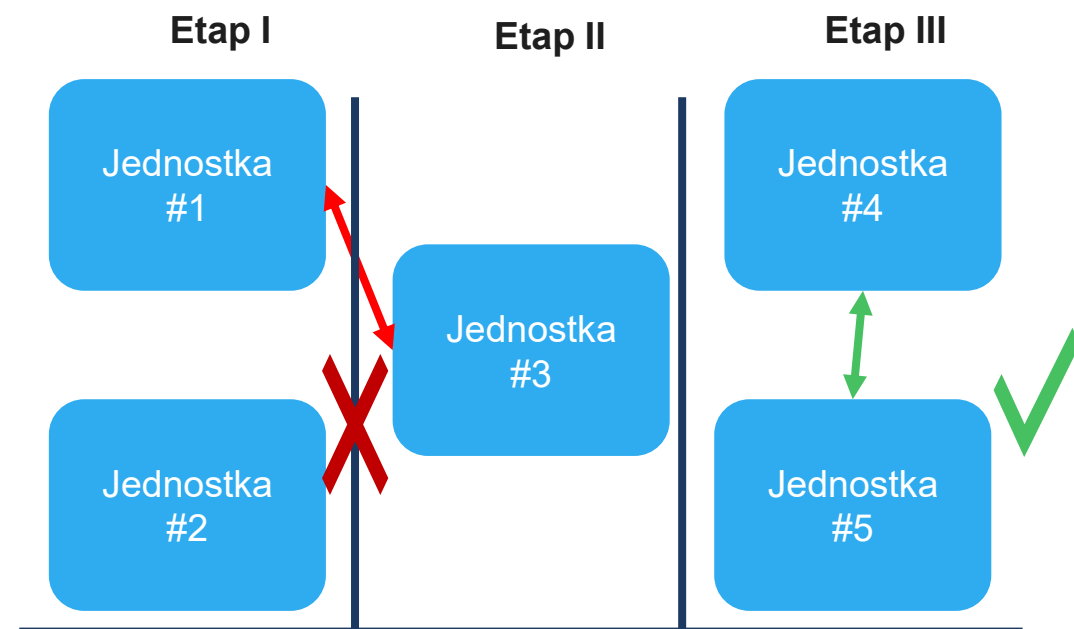 Etap I
Etap II
Etap III
Jednostka
#1
Jednostka
#2
Jednostka
#3
Jednostka
#4
Jednostka
#5